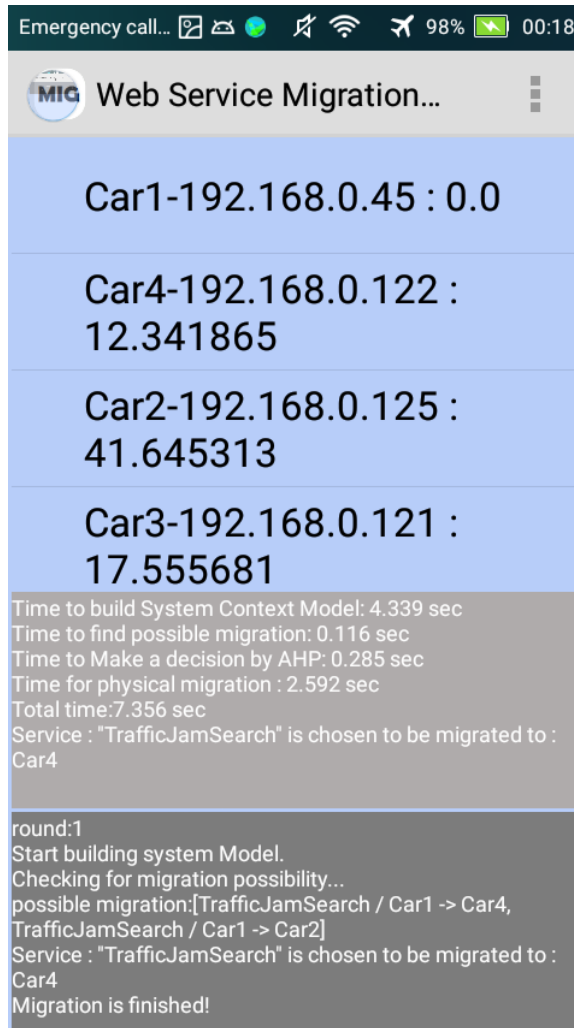 Emergency call... 98% 00:18
MIG Web Service Migration...
Car1-192.168.0.45 : 0.0
Car4-192.168.0.122 :
12.341865
Car2-192.168.0.125 :
41.645313
Car3-192.168.0.121 :
17.555681
Time to build System Context Model: 4.339 sec
Time to find possible migration: 0.116 sec
Time to Make a decision by AHP: 0.285 sec
Time for physical migration : 2.592 sec
Total time:7.356 sec
Service : "TrafficJamSearch" is chosen to be migrated to :
Car4
round:1
Start building system Model.
Checking for migration possibility...
possible migration:[TrafficJamSearch / Car1 -> Car4,
TrafficJamSearch / Car1 -> Car2]
Service : "TrafficJamSearch" is chosen to be migrated to :
Car4
Migration is finished!